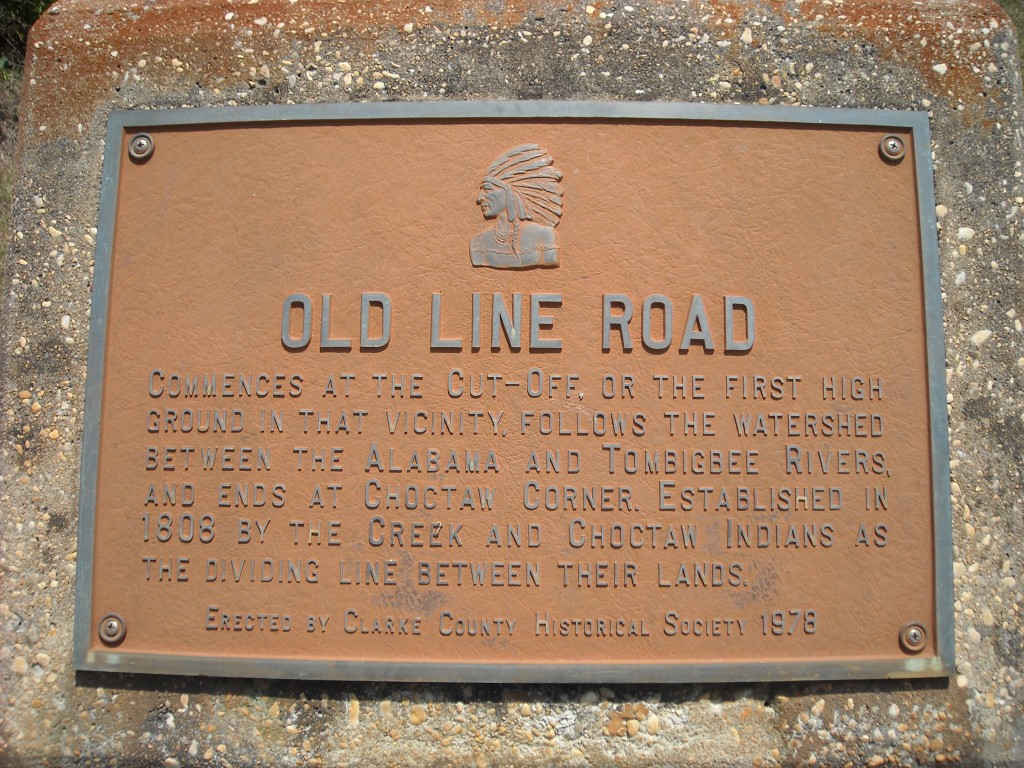 OLD LINE ROAD
COMMENCES AT THE CUT-OFF, OR THE FIRST HIGH
GROUND IN THAT VICINITY, FOLLOWS THE WATERSHED
BETWEEN THE ALABAMA AND TOMBIGBEE RIVERS,
AND ENDS AT CHOCTAW CORNER. ESTABLISHED IN
1808 BY THE CREEK AND CHOCTAW INDIANS AS
THE DIVIDING LINE BETWEEN THEIR LANDS.
ERECTED BY CLARKE COUNTY HISTORICAL SOCIETY 1978